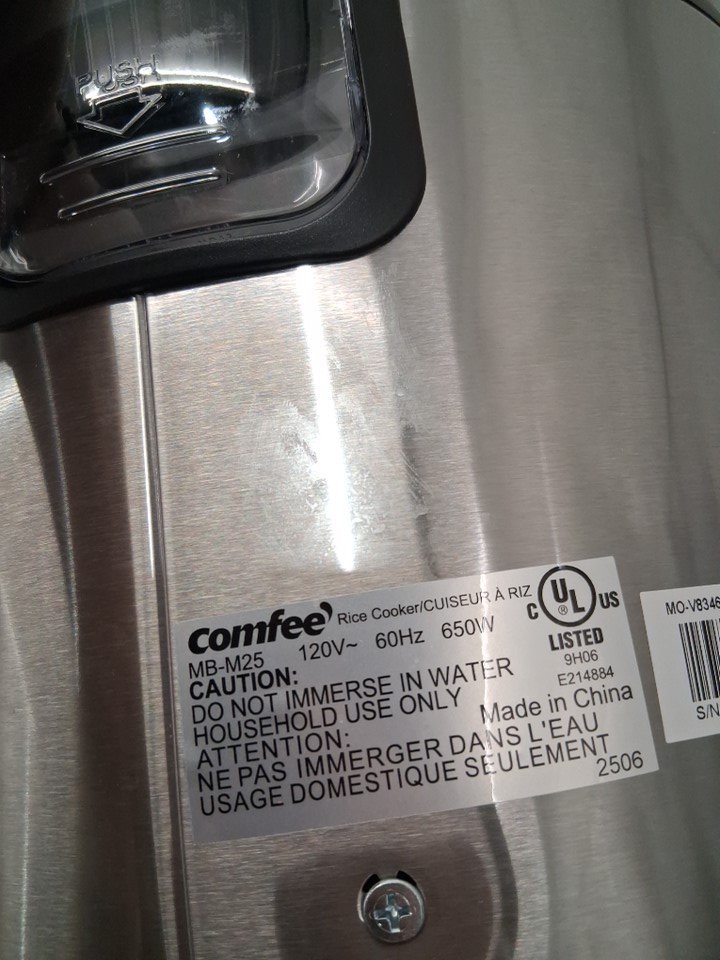 PUSH
comfee' Rice Cooker/CUISEUR À RIZ
MB-M25 120V~ 60Hz 650W
CAUTION:
DO NOT IMMERSE IN WATER
HOUSEHOLD USE ONLY
Made in China
ATTENTION:
NE PAS IMMERGER DANS L'EAU
USAGE DOMESTIQUE SEULEMENT
2506
C UL ® US
LISTED
9H06
E214884
MO-V8346
S/N